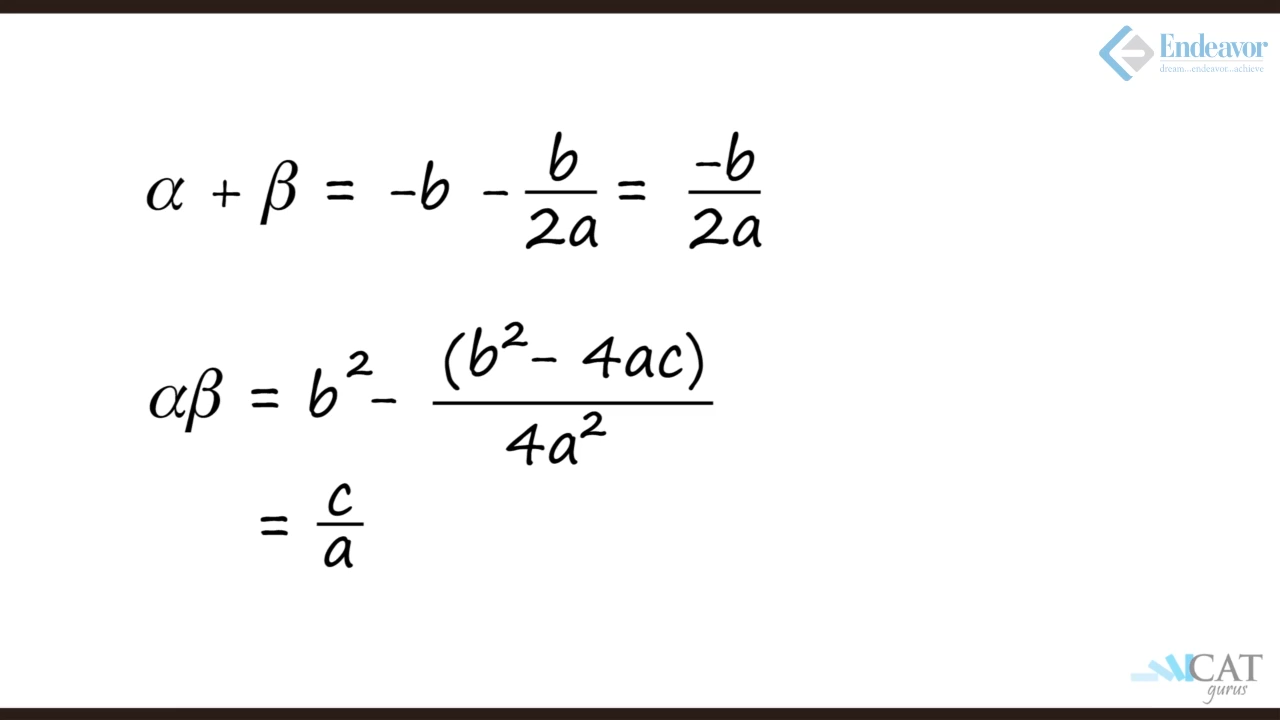 Endeavor
dream...endeavor...achieve
α + β = -b - b/2a = -b/2a
αβ = b² - (b² - 4ac)/4a²
= c/a
CAT
gurus